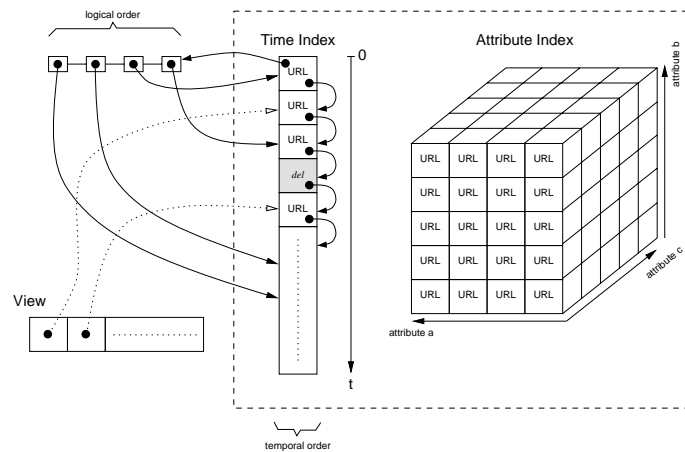 logical order
Time Index
Attribute Index
0
attribute b
URL
URL
URL
del
URL
URL URL URL URL
URL URL URL URL
URL URL URL URL
URL URL URL URL
URL URL URL URL
attribute c
attribute a
View
t
temporal order